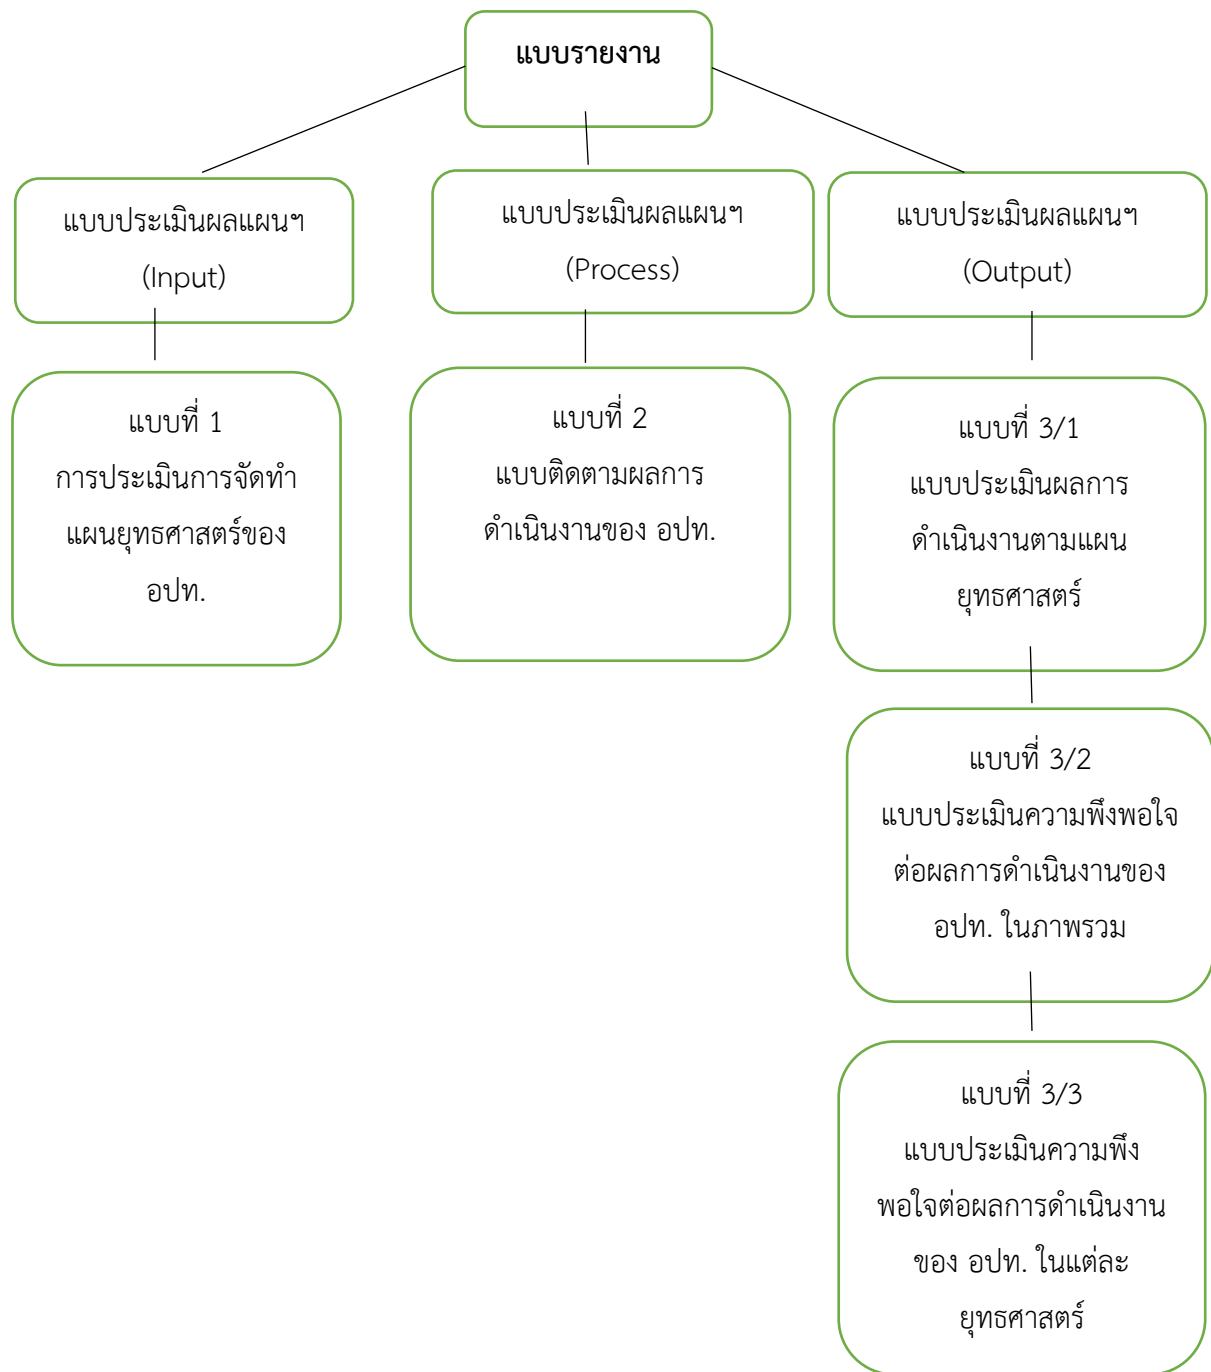 แบบรายงาน
แบบประเมินผลแผนฯ
(Input)
แบบประเมินผลแผนฯ
(Process)
แบบประเมินผลแผนฯ
(Output)
แบบที่ 1
การประเมินการจัดทำ
แผนยุทธศาสตร์ของ
อปท.
แบบที่ 2
แบบติดตามผลการ
ดำเนินงานของ อปท.
แบบที่ 3/1
แบบประเมินผลการ
ดำเนินงานตามแผน
ยุทธศาสตร์
แบบที่ 3/2
แบบประเมินความพึงพอใจ
ต่อผลการดำเนินงานของ
อปท. ในภาพรวม
แบบที่ 3/3
แบบประเมินความพึง
พอใจต่อผลการดำเนินงาน
ของ อปท. ในแต่ละ
ยุทธศาสตร์